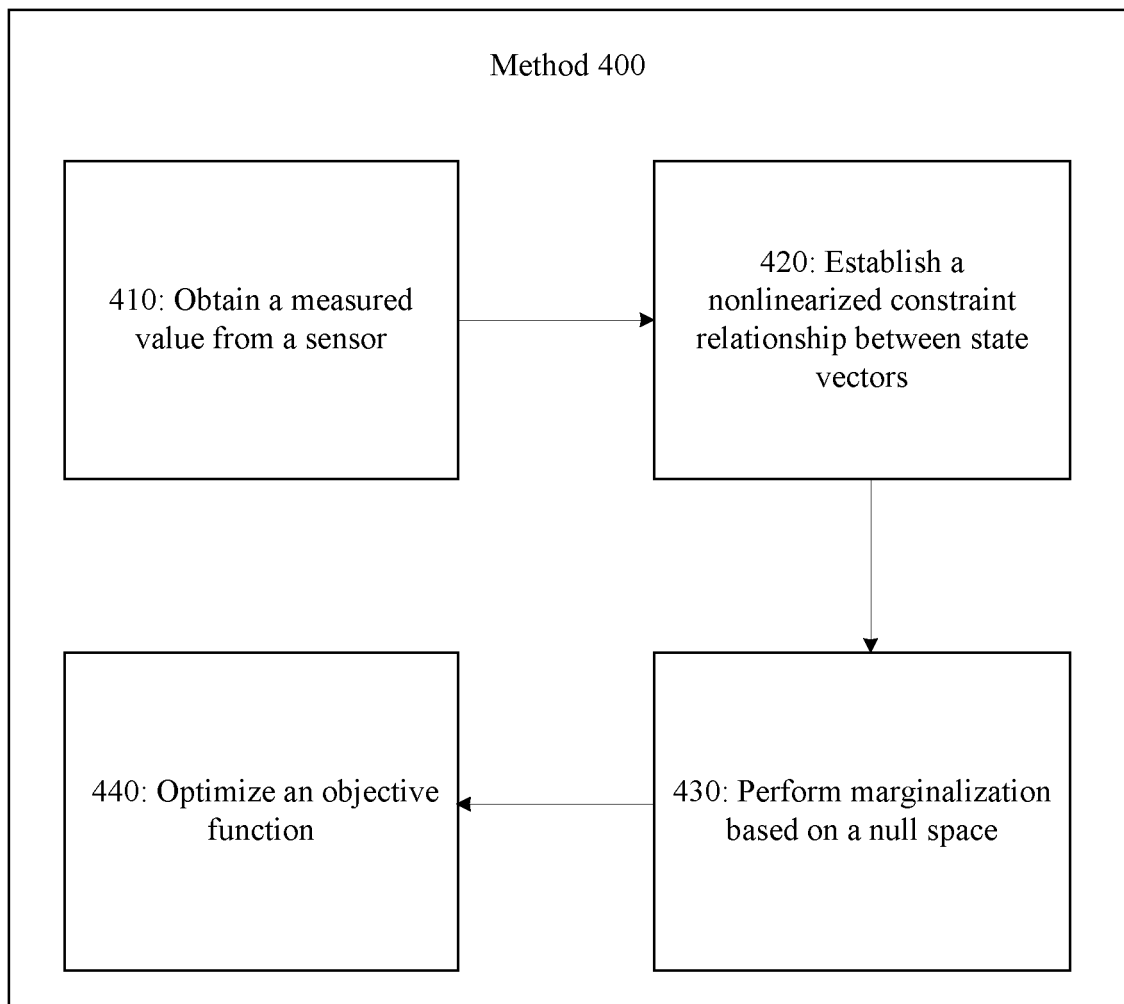 Method 400
410: Obtain a measured
value from a sensor
420: Establish a
nonlinearized constraint
relationship between state
vectors
430: Perform marginalization
based on a null space
440: Optimize an objective
function